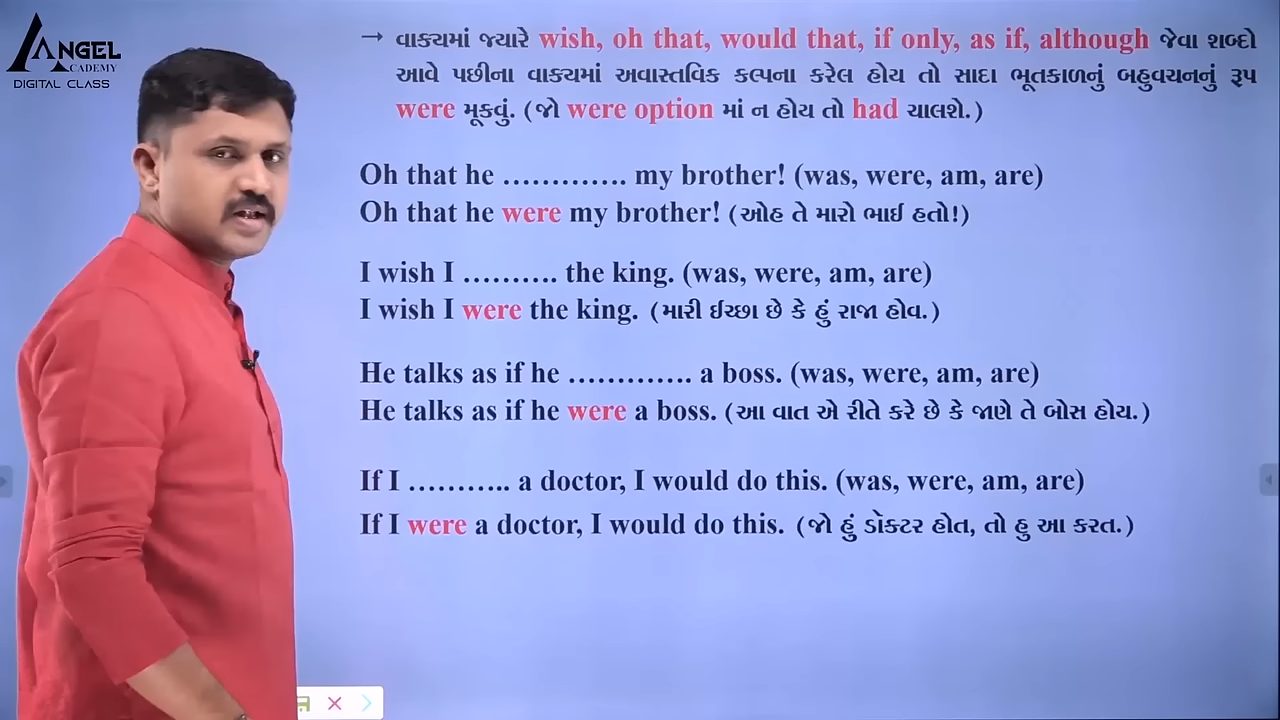 ANGEL
ACADEMY
DIGITAL CLASS
→ વાક્યમાં જ્યારે wish, oh that, would that, if only, as if, although જેવા શબ્દો
આવે પછીના વાક્યમાં અવાસ્તવિક કલ્પના કરેલ હોય તો સાદા ભૂતકાળનું બહુવચનનું રૂપ
were મૂકવું. (જો were option માં ન હોય તો had ચાલશે.)
Oh that he …………. my brother! (was, were, am, are)
Oh that he were my brother! (ઓહ તે મારો ભાઈ હતો!)
I wish I ………. the king. (was, were, am, are)
I wish I were the king. (મારી ઈચ્છા છે કે હું રાજા હોવ.)
He talks as if he …………. a boss. (was, were, am, are)
He talks as if he were a boss. (આ વાત એ રીતે કરે છે કે જાણે તે બોસ હોય.)
If I ……….. a doctor, I would do this. (was, were, am, are)
If I were a doctor, I would do this. (જો હું ડૉક્ટર હોત, તો હુ આ કરત.)